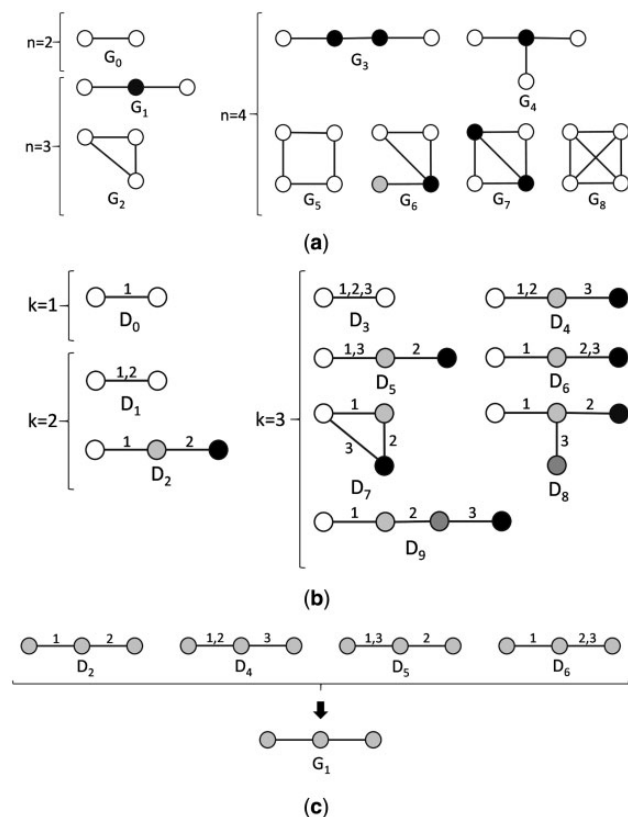 n=2
G0
n=3
G1
G2
n=4
G3
G4
G5
G6
G7
G8
(a)
k=1
1
D0
k=2
1,2
D1
1 2
D2
k=3
1,2,3
D3
1,2 3
D4
1,3 2
D5
1 2,3
D6
1
2
3
D7
1 2
3
D8
1 2 3
D9
(b)
1 2
D2
1,2 3
D4
1,3 2
D5
1 2,3
D6
G1
(c)